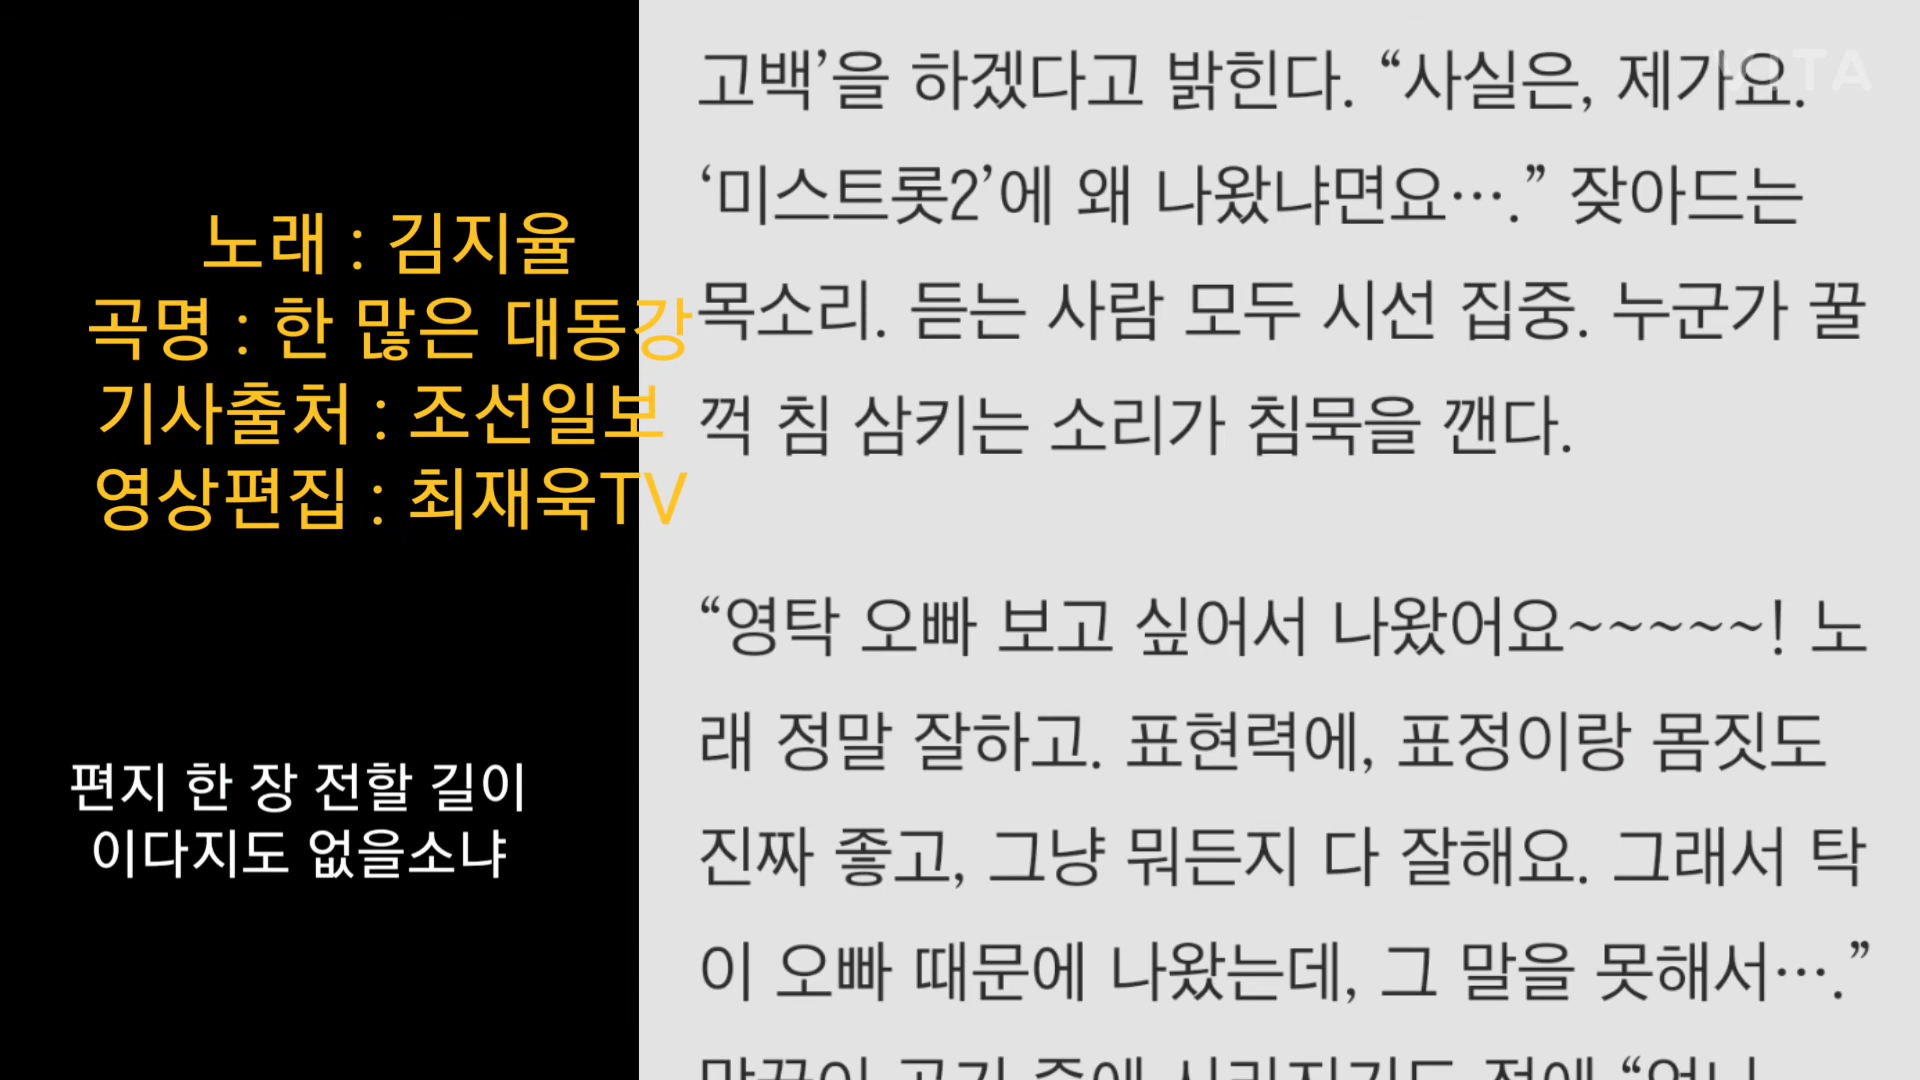 노래 : 김지율
곡명 : 한 많은 대동강
기사출처 : 조선일보
영상편집 : 최재욱TV
편지 한 장 전할 길이
이다지도 없을소냐
고백’을 하겠다고 밝힌다. “사실은, 제가요.
‘미스트롯2’에 왜 나왔냐면요….” 잦아드는
목소리. 듣는 사람 모두 시선 집중. 누군가 꿀
꺽 침 삼키는 소리가 침묵을 깬다.
“영탁 오빠 보고 싶어서 나왔어요~~~~~! 노
래 정말 잘하고. 표현력에, 표정이랑 몸짓도
진짜 좋고, 그냥 뭐든지 다 잘해요. 그래서 탁
이 오빠 때문에 나왔는데, 그 말을 못해서….”
VITA